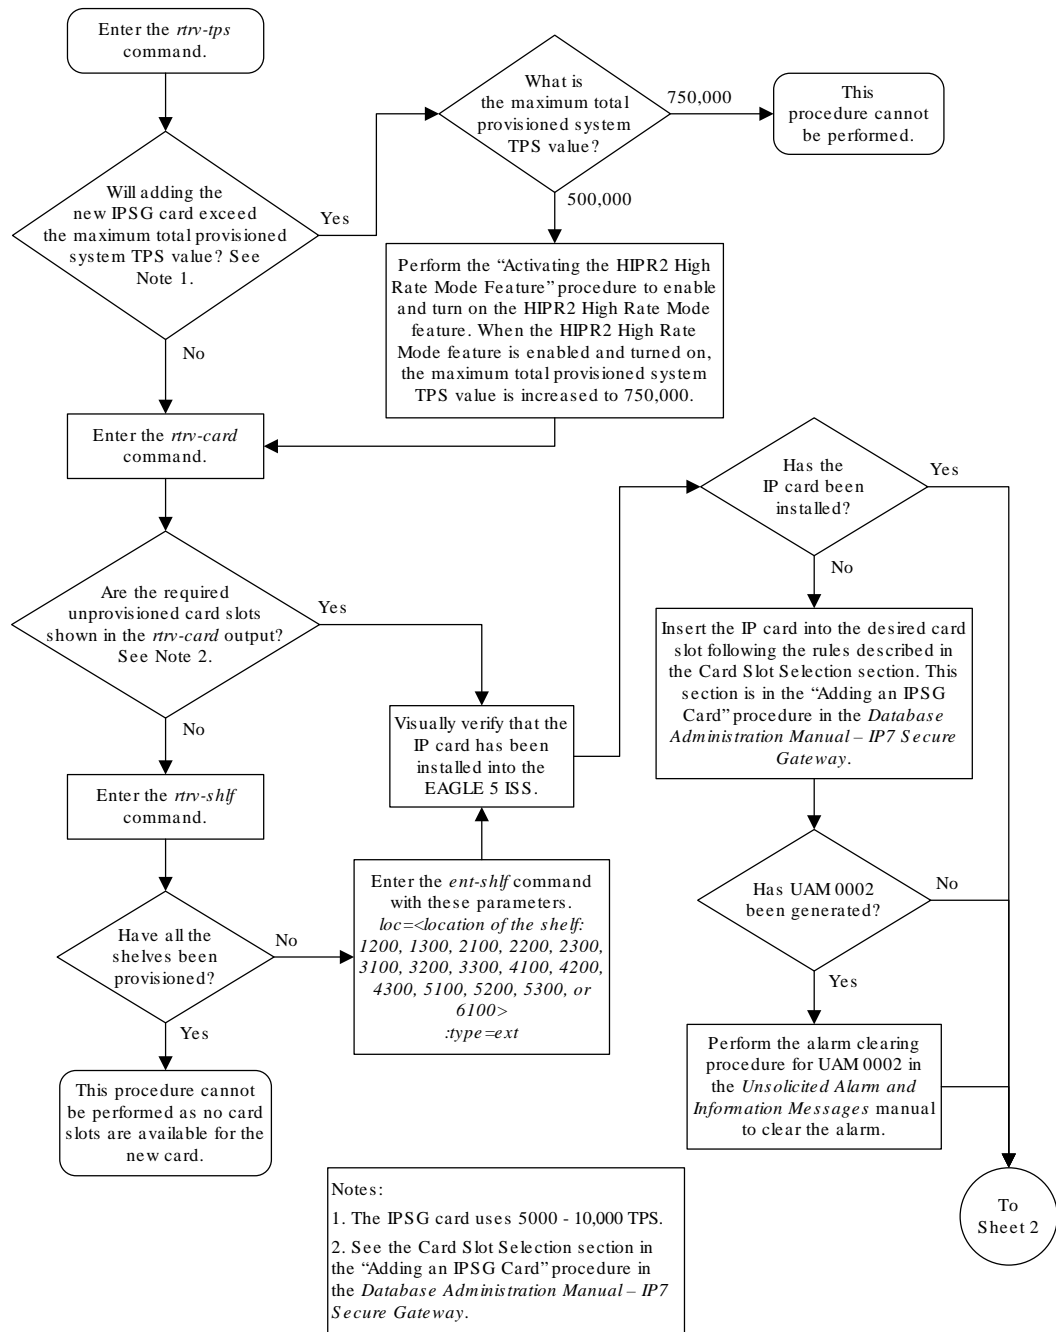 Enter the rtrv-tps
command.
Will adding the
new IPSG card exceed
the maximum total provisioned
system TPS value? See
Note 1.
Yes
No
What is
the maximum total
provisioned system
TPS value?
750,000
500,000
This
procedure cannot
be performed.
Perform the “Activating the HIPR2 High
Rate Mode Feature” procedure to enable
and turn on the HIPR2 High Rate Mode
feature. When the HIPR2 High Rate
Mode feature is enabled and turned on,
the maximum total provisioned system
TPS value is increased to 750,000.
Enter the rtrv-card
command.
Are the required
unprovisioned card slots
shown in the rtrv-card output?
See Note 2.
Yes
No
Enter the rtrv-shlf
command.
Have all the
shelves been
provisioned?
No
Yes
This procedure cannot
be performed as no card
slots are available for the
new card.
Enter the ent-shlf command
with these parameters.
loc=<location of the shelf:
1200, 1300, 2100, 2200, 2300,
3100, 3200, 3300, 4100, 4200,
4300, 5100, 5200, 5300, or
6100>
:type=ext
Visually verify that the
IP card has been
installed into the
EAGLE 5 ISS.
Has the
IP card been
installed?
Yes
No
Insert the IP card into the desired card
slot following the rules described in
the Card Slot Selection section. This
section is in the “Adding an IPSG
Card” procedure in the Database
Administration Manual – IP7 Secure
Gateway.
Has UAM 0002
been generated?
No
Yes
Perform the alarm clearing
procedure for UAM 0002 in
the Unsolicited Alarm and
Information Messages manual
to clear the alarm.
To
Sheet 2
Notes:
1. The IPSG card uses 5000 - 10,000 TPS.
2. See the Card Slot Selection section in
the “Adding an IPSG Card” procedure in
the Database Administration Manual – IP7
Secure Gateway.